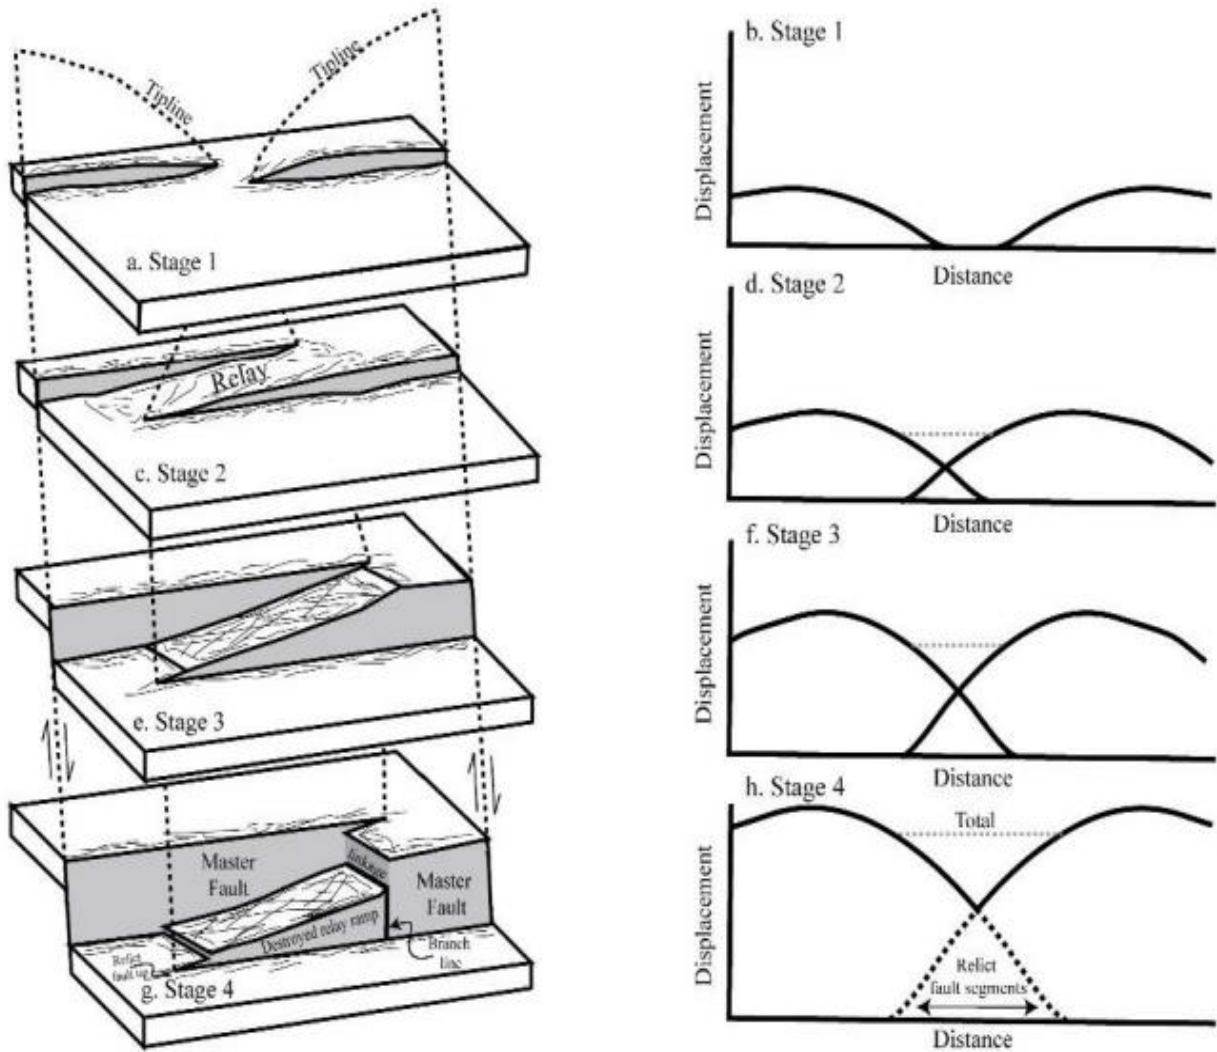 Tipline
Tipline
a. Stage 1
Relay
c. Stage 2
e. Stage 3
Master
Fault
linkage
Master
Fault
Destroyed relay ramp
Branch
line
Relict
fault
g. Stage 4
b. Stage 1
Displacement
Distance
d. Stage 2
Displacement
Distance
f. Stage 3
Displacement
Distance
h. Stage 4
Total
Displacement
Relict
fault segments
Distance